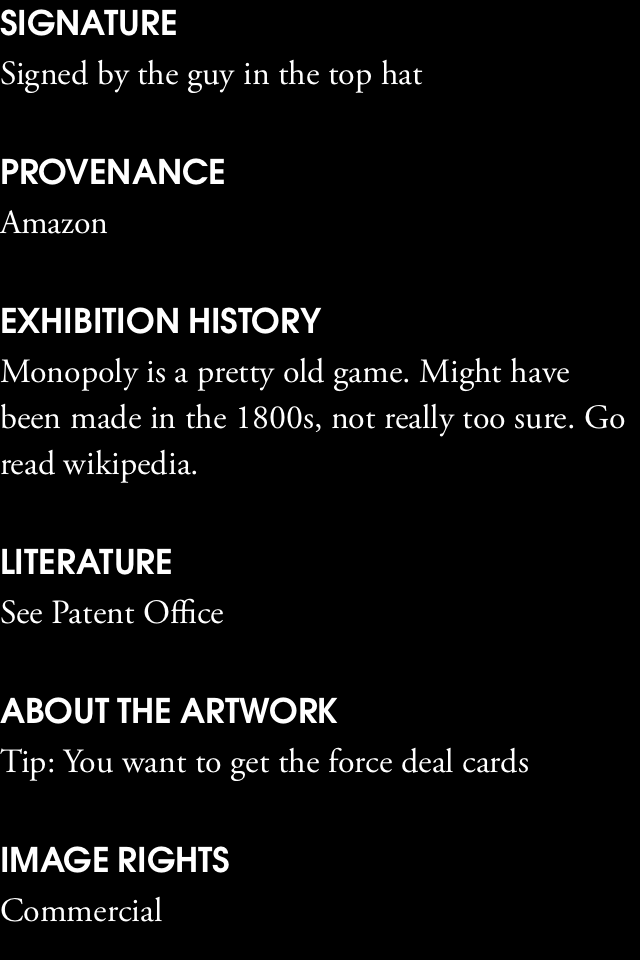 SIGNATURE
Signed by the guy in the top hat
PROVENANCE
Amazon
EXHIBITION HISTORY
Monopoly is a pretty old game. Might have
been made in the 1800s, not really too sure. Go
read wikipedia.
LITERATURE
See Patent Office
ABOUT THE ARTWORK
Tip: You want to get the force deal cards
IMAGE RIGHTS
Commercial